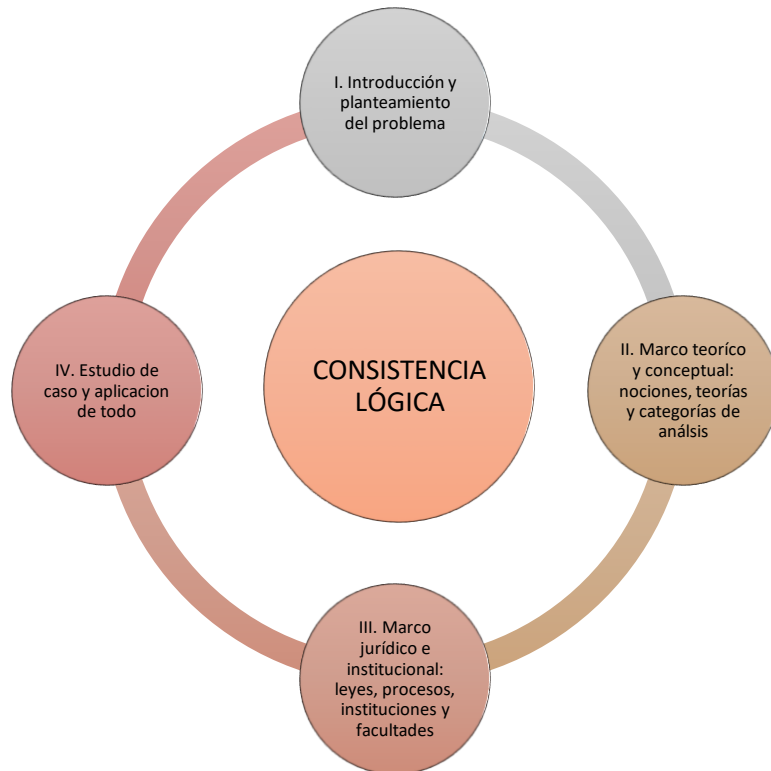 I. Introducción y
planteamiento
del problema
II. Marco teoríco
y conceptual:
nociones, teorías
y categorías de
análsis
CONSISTENCIA
LÓGICA
IV. Estudio de
caso y aplicacion
de todo
III. Marco
jurídico e
institucional:
leyes, procesos,
instituciones y
facultades